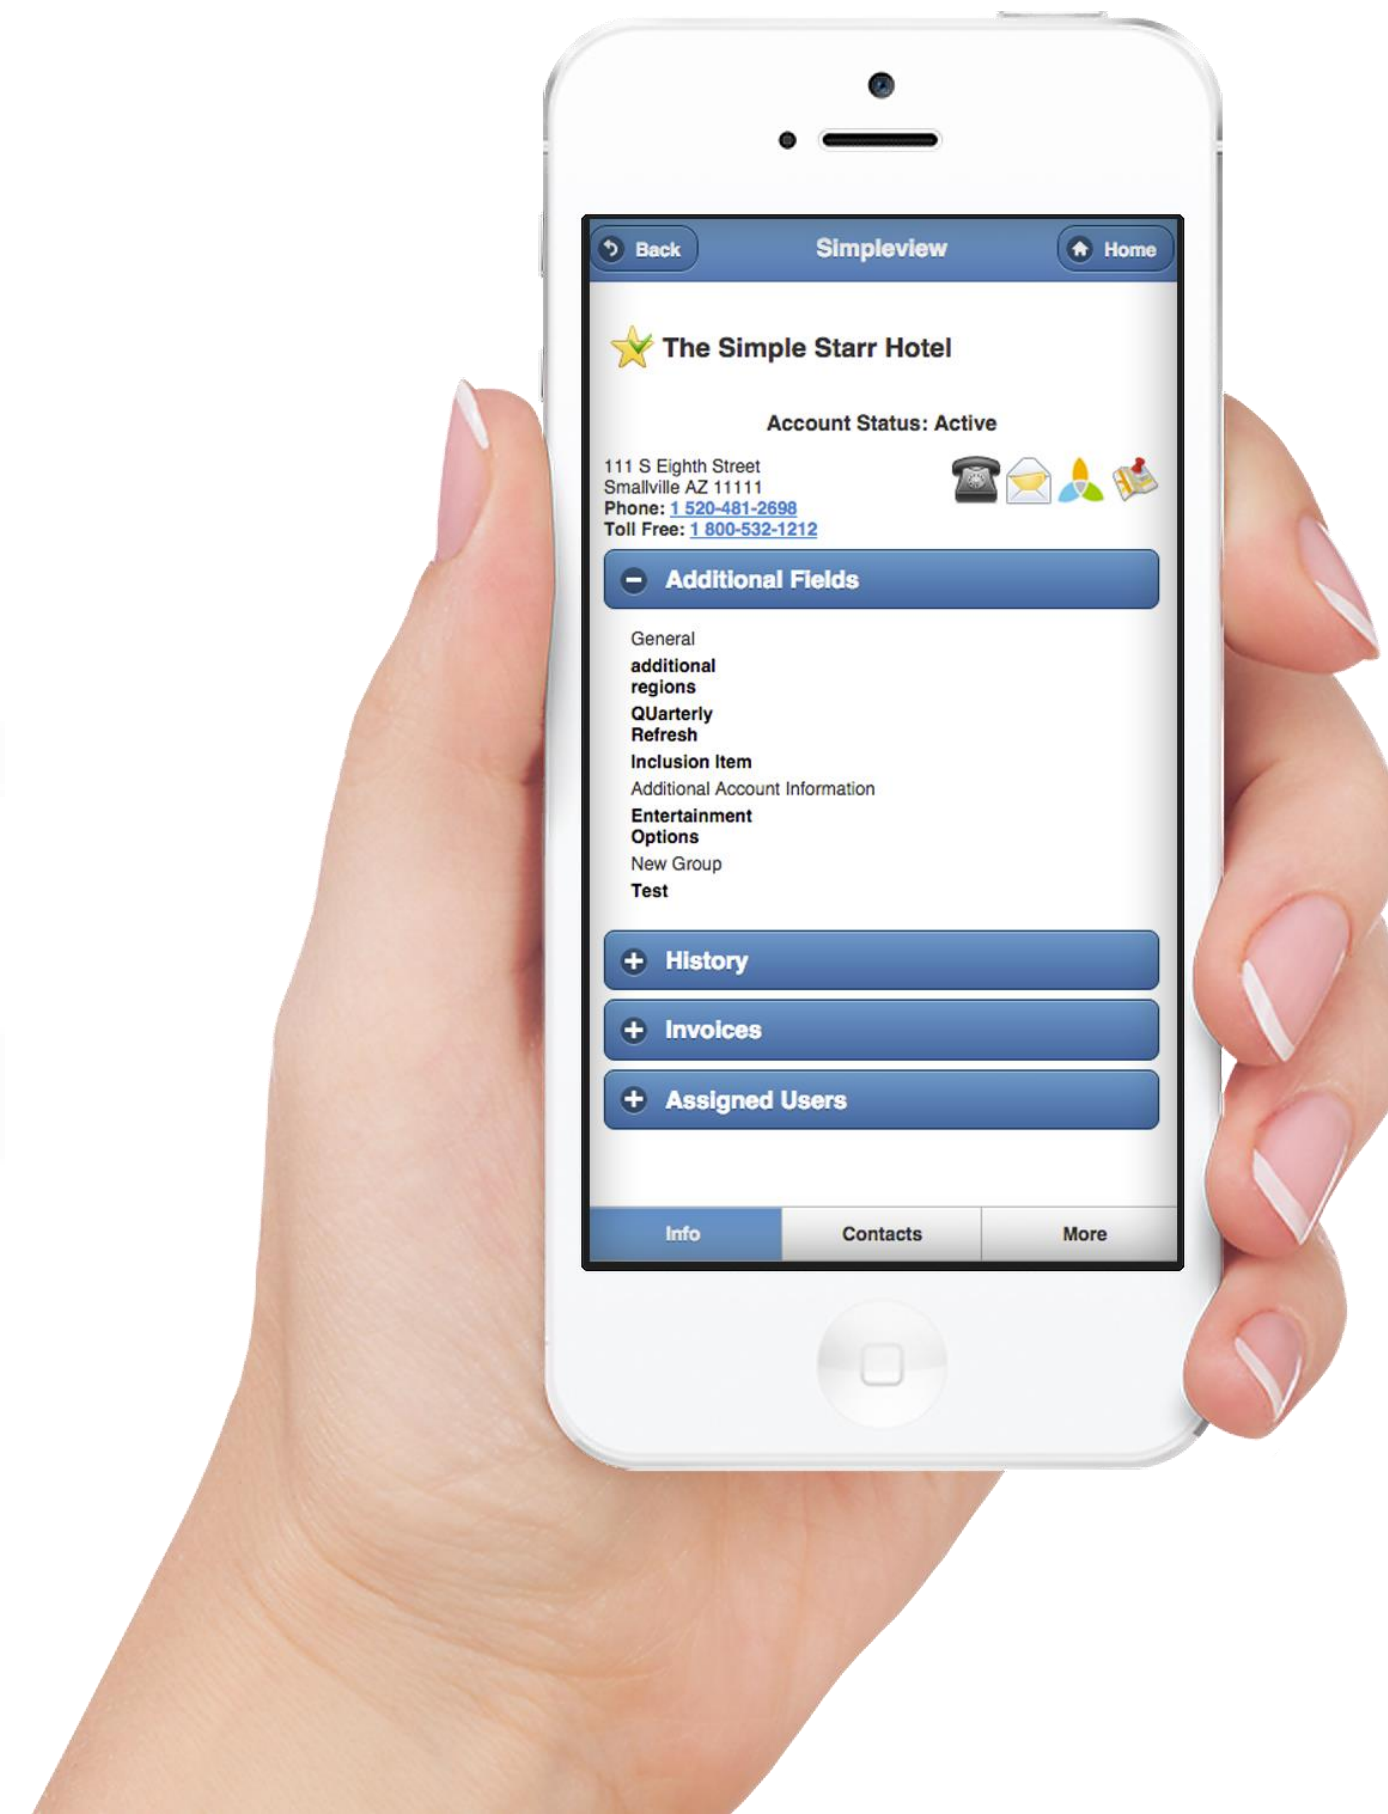 Back
Simpleview
Home
The Simple Starr Hotel
Account Status: Active
111 S Eighth Street
Smallville AZ 11111
Phone: 1 520-481-2698
Toll Free: 1 800-532-1212
Additional Fields
General
additional
regions
QUarterly
Refresh
Inclusion Item
Additional Account Information
Entertainment
Options
New Group
Test
History
Invoices
Assigned Users
Info
Contacts
More